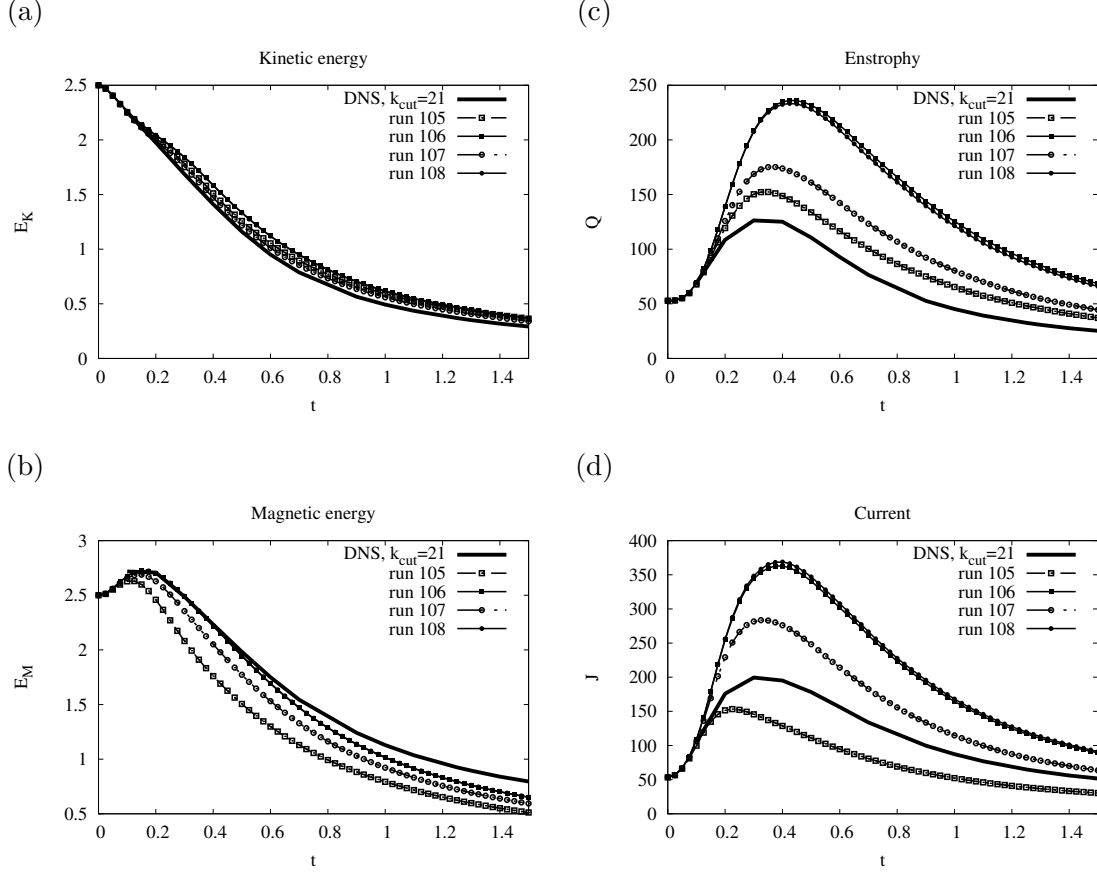 (a)
Kinetic energy
DNS, k_cut=21
run 105
run 106
run 107
run 108
E_K
2.5
2
1.5
1
0.5
0
0 0.2 0.4 0.6 0.8 1 1.2 1.4
t
(c)
Enstrophy
DNS, k_cut=21
run 105
run 106
run 107
run 108
Q
250
200
150
100
50
0
0 0.2 0.4 0.6 0.8 1 1.2 1.4
t
(b)
Magnetic energy
DNS, k_cut=21
run 105
run 106
run 107
run 108
E_M
3
2.5
2
1.5
1
0.5
0 0.2 0.4 0.6 0.8 1 1.2 1.4
t
(d)
Current
DNS, k_cut=21
run 105
run 106
run 107
run 108
J
400
350
300
250
200
150
100
50
0
0 0.2 0.4 0.6 0.8 1 1.2 1.4
t